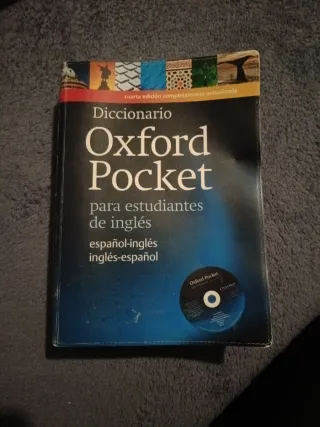 cuarta edición completamente actualizada
Diccionario
Oxford
Pocket
para estudiantes
de inglés
español-inglés
inglés-español
Oxford Pocket